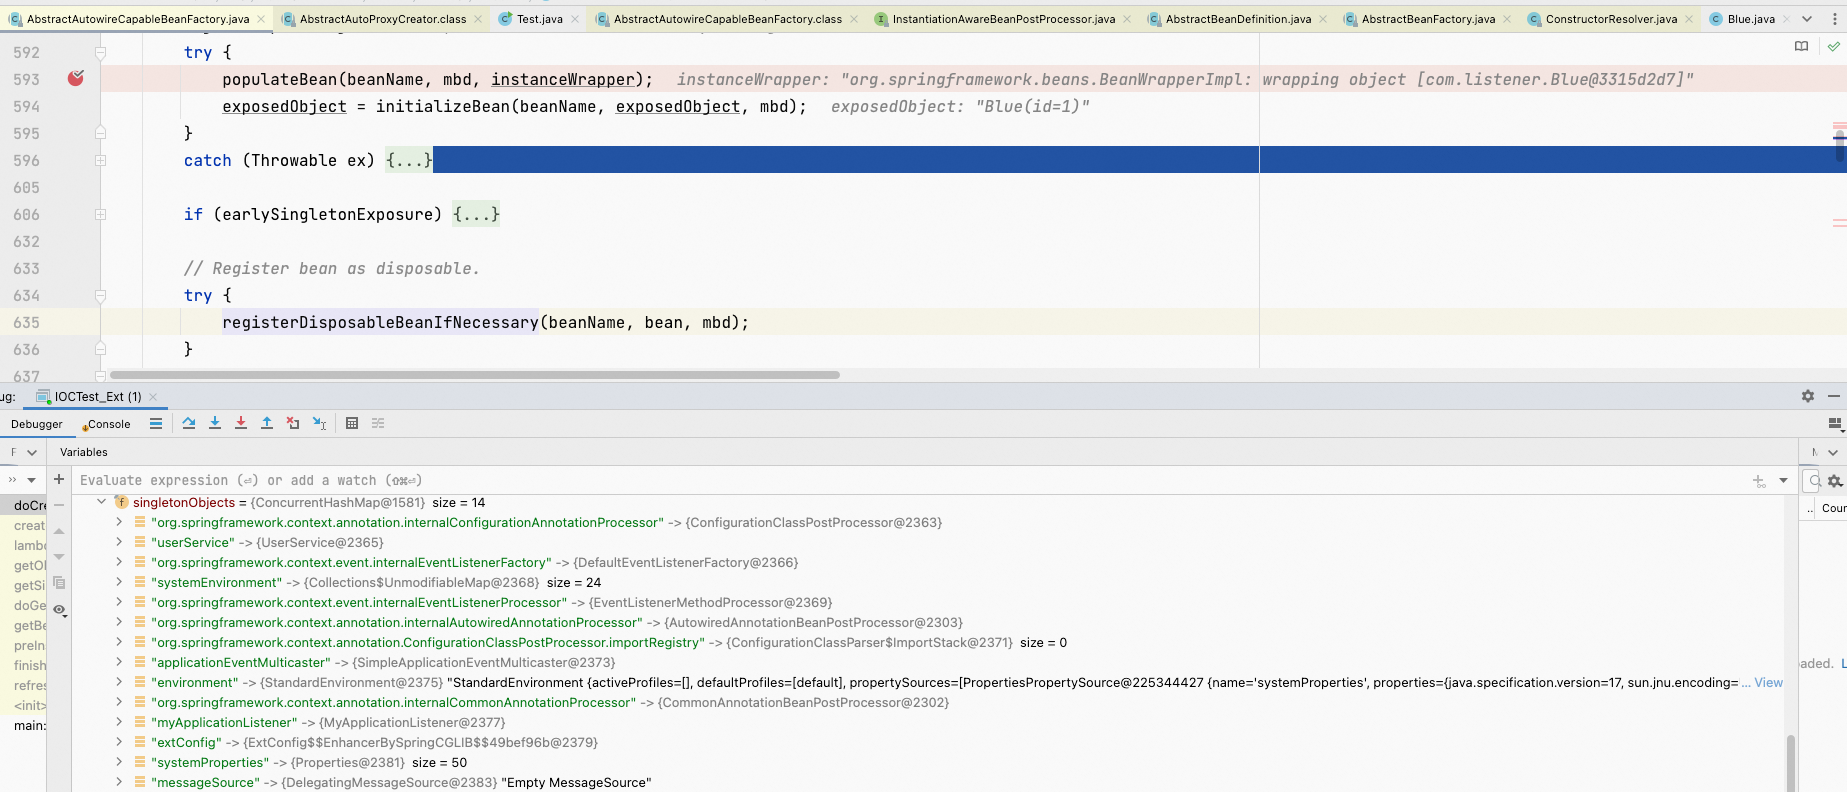 AbstractAutowireCapableBeanFactory.java AbstractAutoProxyCreator.class Test.java AbstractAutowireCapableBeanFactory.class InstantiationAwareBeanPostProcessor.java AbstractBeanDefinition.java AbstractBeanFactory.java ConstructorResolver.java Blue.java
592 try {
593 populateBean(beanName, mbd, instanceWrapper); instanceWrapper: "org.springframework.beans.BeanWrapperImpl: wrapping object [com.listener.Blue@3315d2d7]"
594 exposedObject = initializeBean(beanName, exposedObject, mbd); exposedObject: "Blue(id=1)"
595 }
596 catch (Throwable ex) {...}
605
606 if (earlySingletonExposure) {...}
632
633 // Register bean as disposable.
634 try {
635 registerDisposableBeanIfNecessary(beanName, bean, mbd);
636 }
637
ug: IOCTest_Ext (1)
Debugger Console
F Variables
Evaluate expression (⏎) or add a watch (⇧⌘⏎)
singletonObjects = {ConcurrentHashMap@1581} size = 14
doCre
"org.springframework.context.annotation.internalConfigurationAnnotationProcessor" -> {ConfigurationClassPostProcessor@2363}
creat
"userService" -> {UserService@2365}
lambd
"org.springframework.context.event.internalEventListenerFactory" -> {DefaultEventListenerFactory@2366}
getOl
"systemEnvironment" -> {Collections$UnmodifiableMap@2368} size = 24
getSi
"org.springframework.context.event.internalEventListenerProcessor" -> {EventListenerMethodProcessor@2369}
doGe
"org.springframework.context.annotation.internalAutowiredAnnotationProcessor" -> {AutowiredAnnotationBeanPostProcessor@2303}
getBe
"org.springframework.context.annotation.ConfigurationClassPostProcessor.importRegistry" -> {ConfigurationClassParser$ImportStack@2371} size = 0
preIn
"applicationEventMulticaster" -> {SimpleApplicationEventMulticaster@2373}
finish
"environment" -> {StandardEnvironment@2375} "StandardEnvironment {activeProfiles=[], defaultProfiles=[default], propertySources=[PropertiesPropertySource@225344427 {name='systemProperties', properties={java.specification.version=17, sun.jnu.encoding= ... View
refres
"org.springframework.context.annotation.internalCommonAnnotationProcessor" -> {CommonAnnotationBeanPostProcessor@2302}
<init>
"myApplicationListener" -> {MyApplicationListener@2377}
main:
"extConfig" -> {ExtConfig$$EnhancerBySpringCGLIB$$49bef96b@2379}
"systemProperties" -> {Properties@2381} size = 50
"messageSource" -> {DelegatingMessageSource@2383} "Empty MessageSource"
.. Coun
aded. L